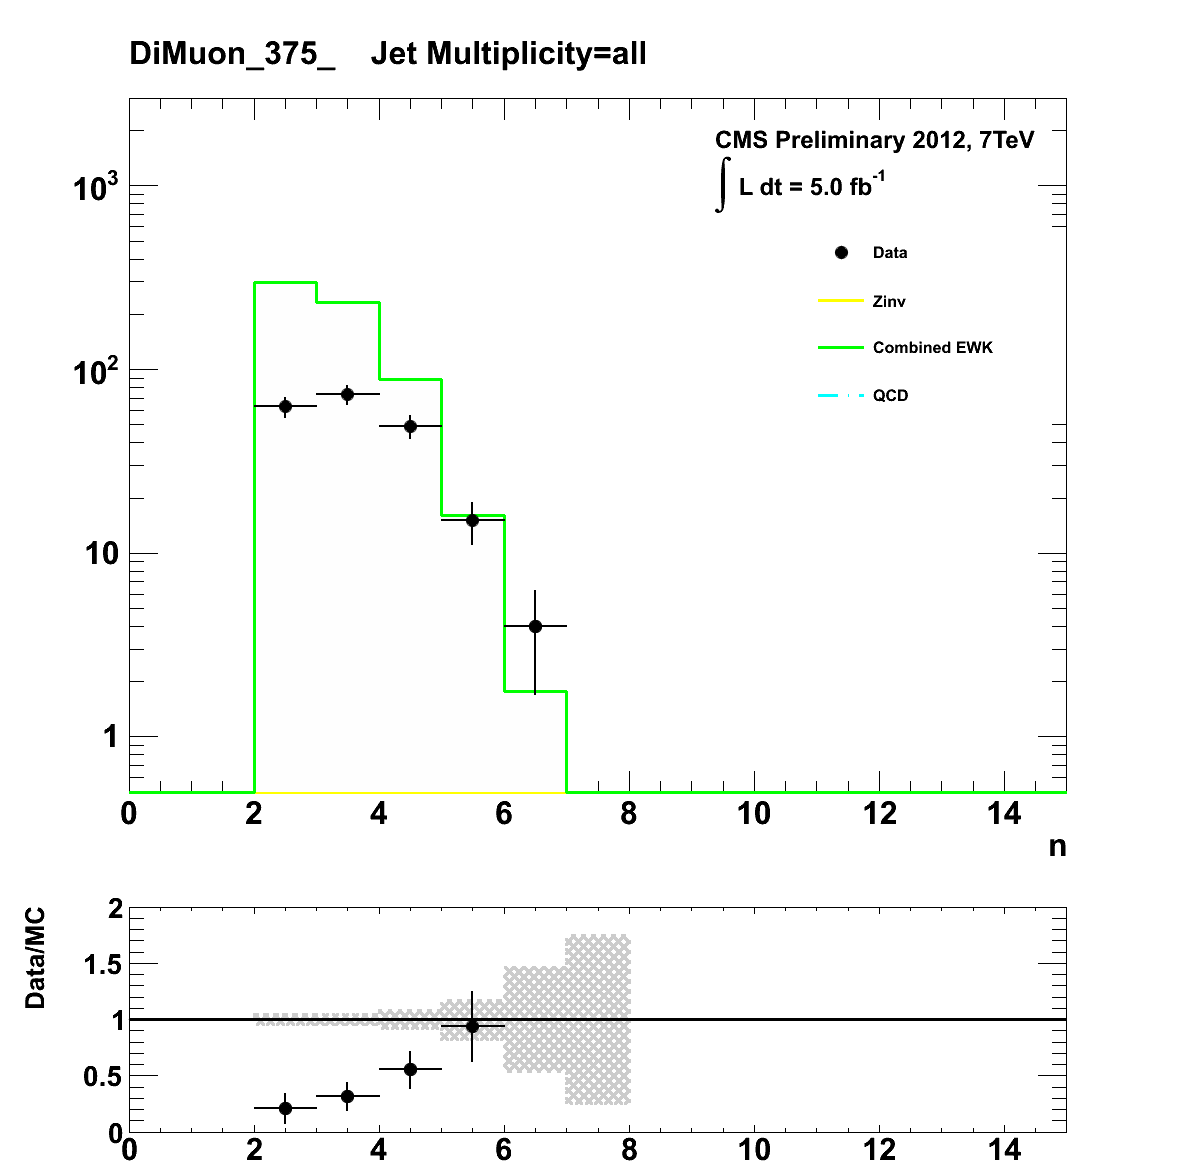 DiMuon_375_ Jet Multiplicity=all
CMS Preliminary 2012, 7TeV
∫ L dt = 5.0 fb⁻¹
Data
Zinv
Combined EWK
QCD
10³
10²
10
1
0 2 4 6 8 10 12 14
n
Data/MC
2
1.5
1
0.5
0
0 2 4 6 8 10 12 14